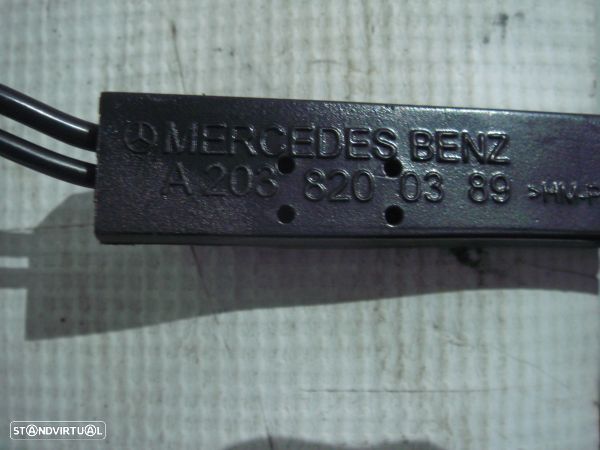 MERCEDES BENZ
A 203 820 03 89
STANDVIRTUAL